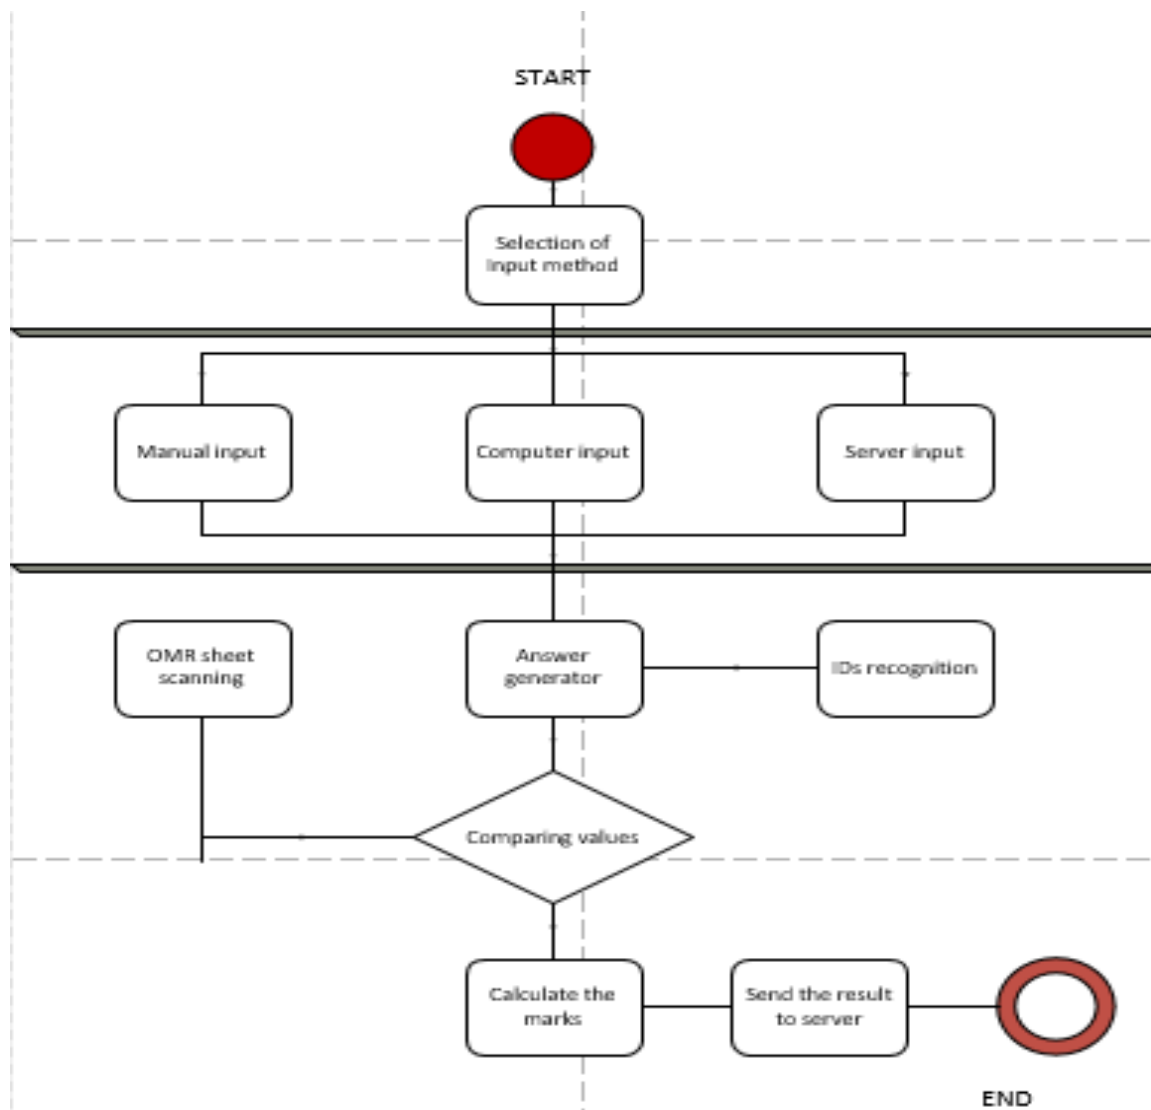 START
Selection of
Input method
Manual input
Computer input
Server input
OMR sheet
scanning
Answer
generator
IDs recognition
Comparing values
Calculate the
marks
Send the result
to server
END